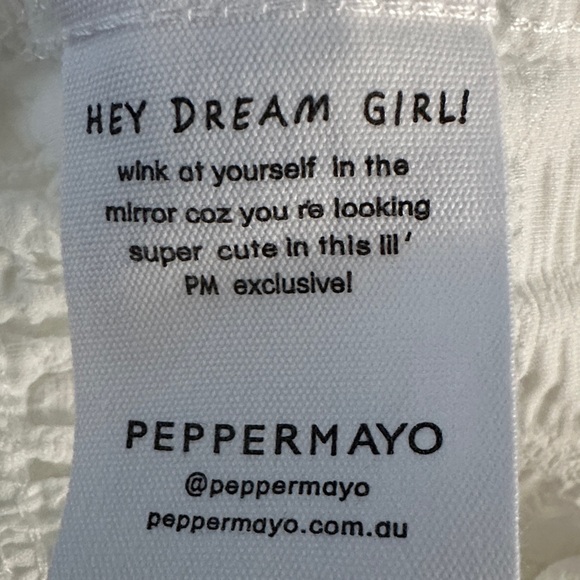 HEY DREAM GIRL!
wink at yourself in the
mirror coz you're looking
super cute in this lil'
PM exclusive!
PEPPERMAYO
@peppermayo
peppermayo.com.au